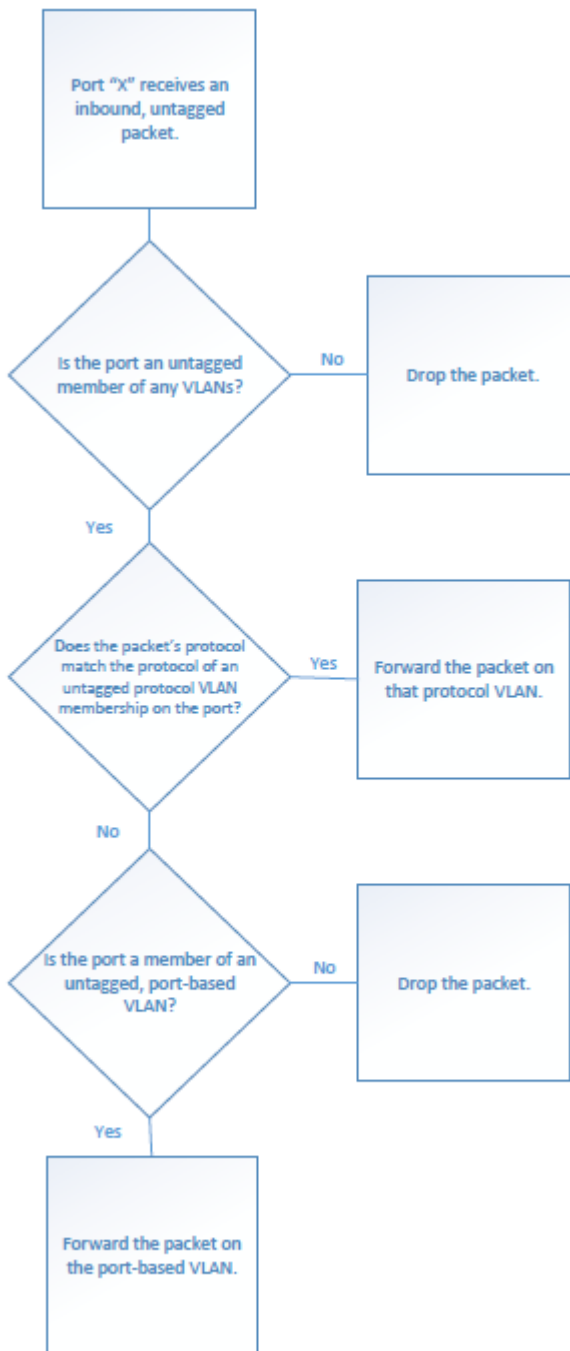 Port “X” receives an
inbound, untagged
packet.
Is the port an untagged
member of any VLANs?
No
Drop the packet.
Yes
Does the packet’s protocol
match the protocol of an
untagged protocol VLAN
membership on the port?
Yes
Forward the packet on
that protocol VLAN.
No
Is the port a member of an
untagged, port-based
VLAN?
No
Drop the packet.
Yes
Forward the packet on
the port-based VLAN.